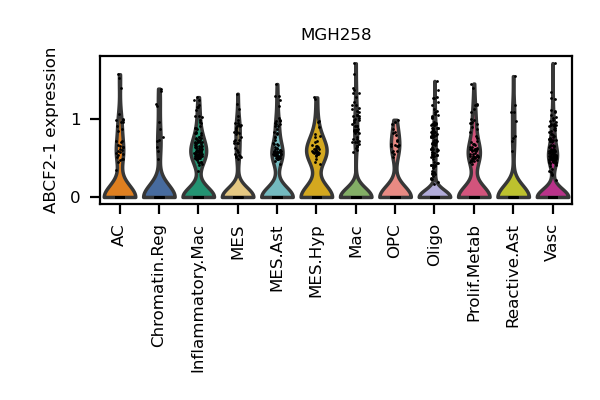 MGH258
ABCF2-1 expression
1
0
AC
Chromatin.Reg
Inflammatory.Mac
MES
MES.Ast
MES.Hyp
Mac
OPC
Oligo
Prolif.Metab
Reactive.Ast
Vasc